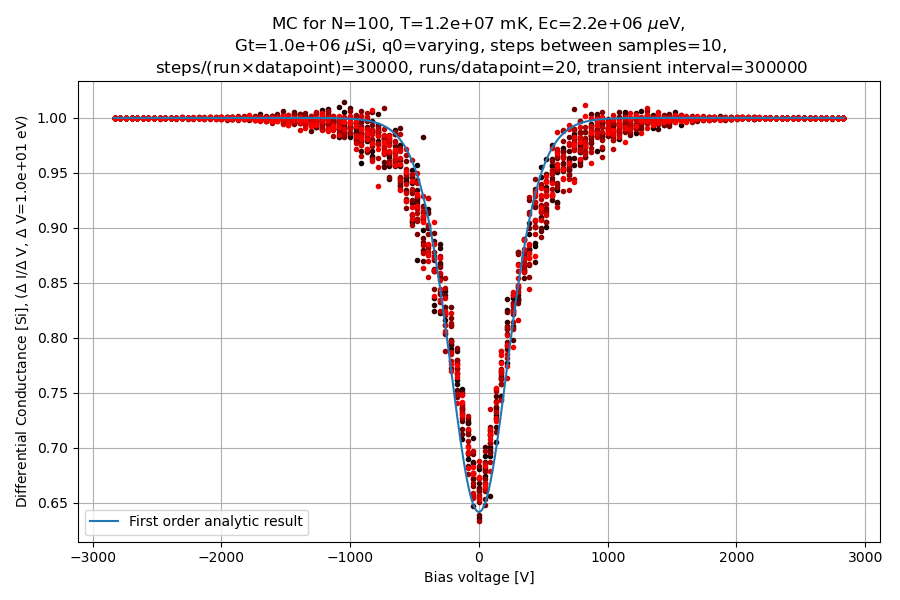 MC for N=100, T=1.2e+07 mK, Ec=2.2e+06 μeV,
Gt=1.0e+06 μSi, q0=varying, steps between samples=10,
steps/(run×datapoint)=30000, runs/datapoint=20, transient interval=300000
Differential Conductance [Si], (Δ I/Δ V, Δ V=1.0e+01 eV)
1.00
0.95
0.90
0.85
0.80
0.75
0.70
0.65
First order analytic result
−3000 −2000 −1000 0 1000 2000 3000
Bias voltage [V]